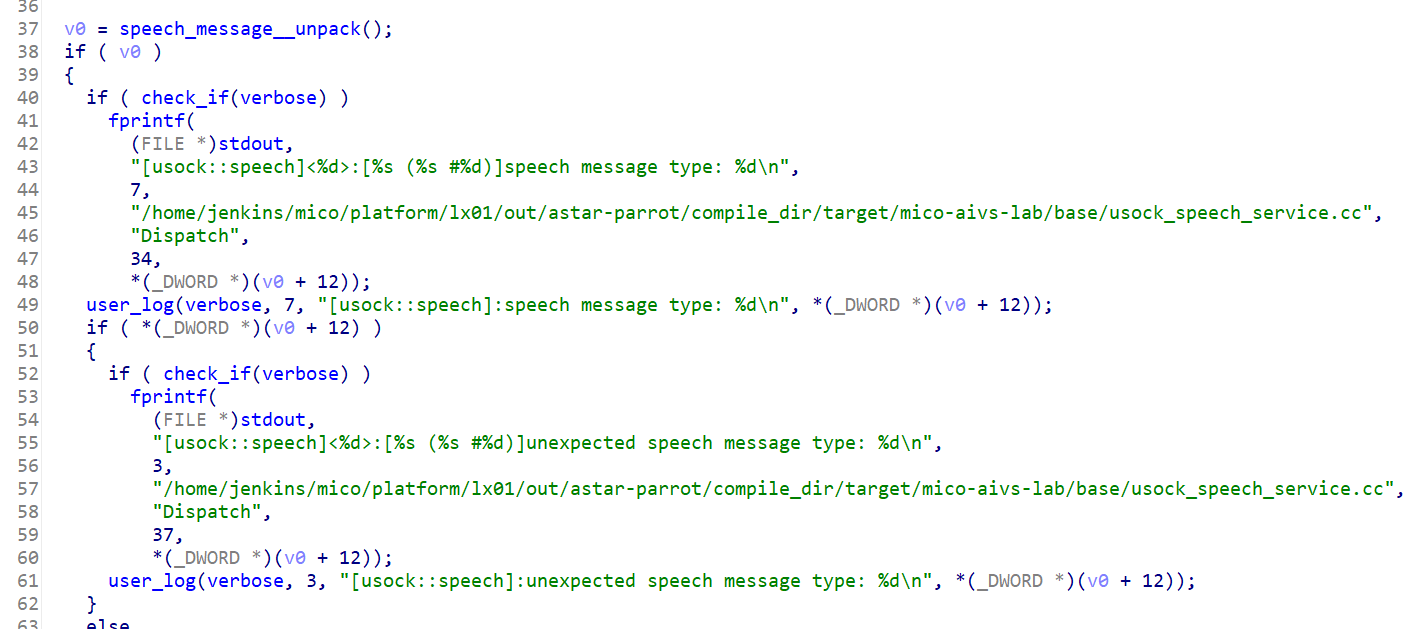 36
37 v0 = speech_message__unpack();
38 if ( v0 )
39 {
40 if ( check_if(verbose) )
41 fprintf(
42 (FILE *)stdout,
43 "[usock::speech]<%d>:[%s (%s #%d)]speech message type: %d\n",
44 7,
45 "/home/jenkins/mico/platform/lx01/out/astar-parrot/compile_dir/target/mico-aivs-lab/base/usock_speech_service.cc",
46 "Dispatch",
47 34,
48 *(_DWORD *)(v0 + 12));
49 user_log(verbose, 7, "[usock::speech]:speech message type: %d\n", *(_DWORD *)(v0 + 12));
50 if ( *(_DWORD *)(v0 + 12) )
51 {
52 if ( check_if(verbose) )
53 fprintf(
54 (FILE *)stdout,
55 "[usock::speech]<%d>:[%s (%s #%d)]unexpected speech message type: %d\n",
56 3,
57 "/home/jenkins/mico/platform/lx01/out/astar-parrot/compile_dir/target/mico-aivs-lab/base/usock_speech_service.cc",
58 "Dispatch",
59 37,
60 *(_DWORD *)(v0 + 12));
61 user_log(verbose, 3, "[usock::speech]:unexpected speech message type: %d\n", *(_DWORD *)(v0 + 12));
62 }
63 else